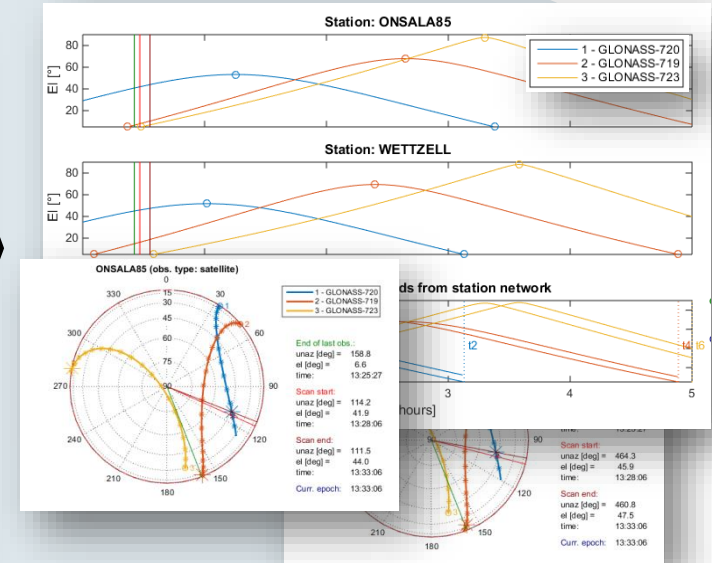 Station: ONSALA85
El [°]
80
60
40
20
1 - GLONASS-720
2 - GLONASS-719
3 - GLONASS-723
Station: WETTZELL
El [°]
80
60
40
20
ds from station network
t2
t4
t6
3
4
5
hours]
ONSALA85 (obs. type: satellite)
0
15
30
45
60
75
90
30
60
90
120
150
180
210
240
270
300
330
1
2
3
1 - GLONASS-720
2 - GLONASS-719
3 - GLONASS-723
End of last obs.:
unaz [deg] = 158.8
el [deg] = 6.6
time: 13:25:27
Scan start:
unaz [deg] = 114.2
el [deg] = 41.9
time: 13:28:06
Scan end:
unaz [deg] = 111.5
el [deg] = 44.0
time: 13:33:06
Curr. epoch: 13:33:06
90
120
150
180
210
3
Scan start:
unaz [deg] = 464.3
el [deg] = 45.9
time: 13:28:06
Scan end:
unaz [deg] = 460.8
el [deg] = 47.5
time: 13:33:06
Curr. epoch: 13:33:06